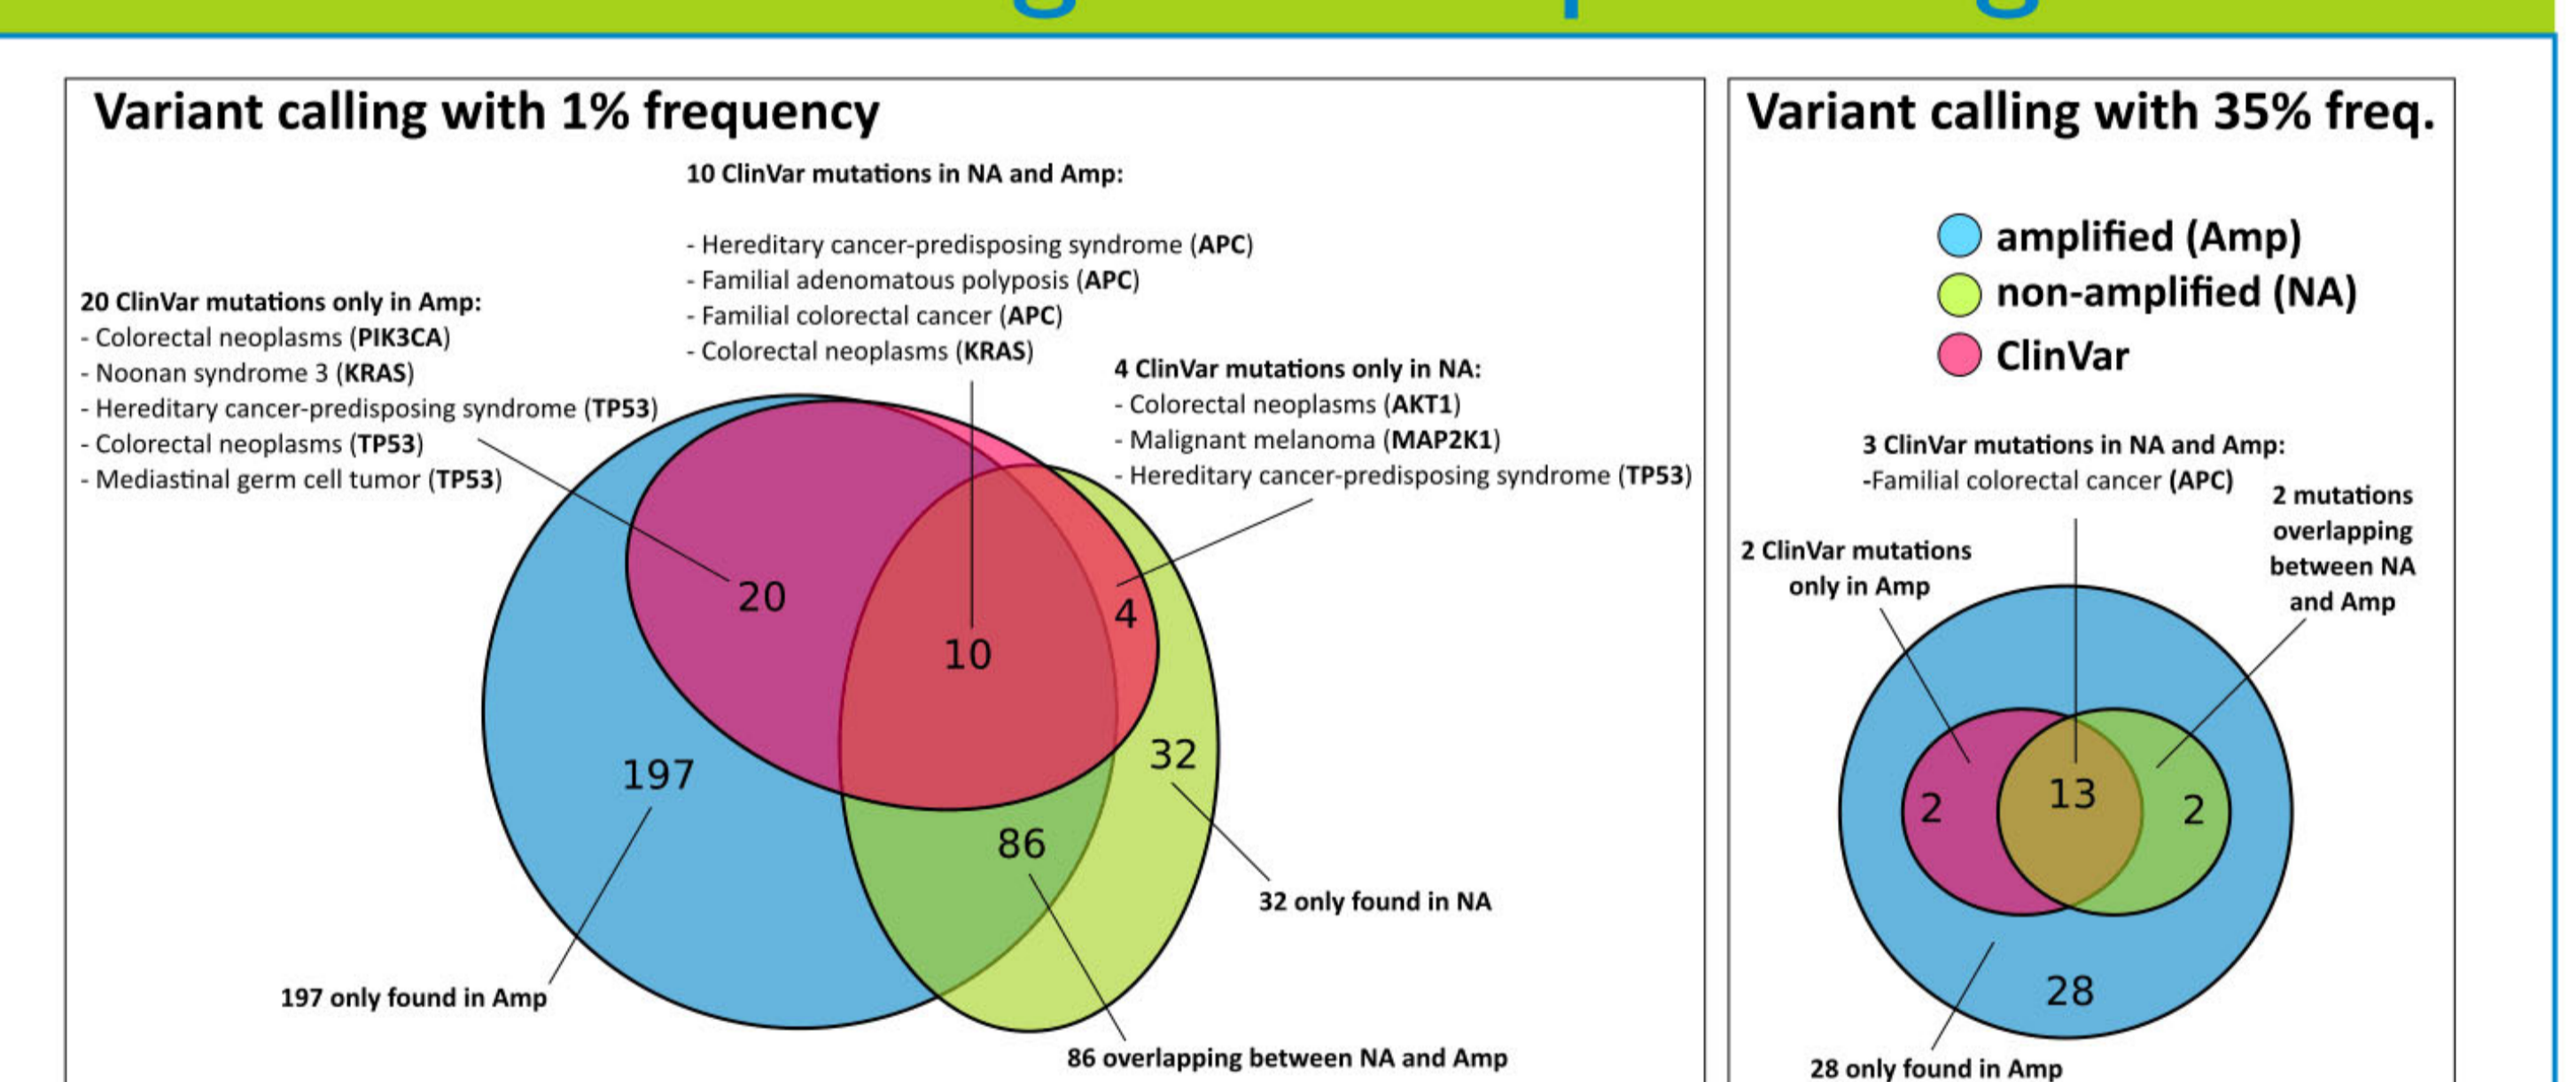 Variant calling with 1% frequency
10 ClinVar mutations in NA and Amp:
- Hereditary cancer-predisposing syndrome (APC)
- Familial adenomatous polyposis (APC)
- Familial colorectal cancer (APC)
- Colorectal neoplasms (KRAS)
20 ClinVar mutations only in Amp:
- Colorectal neoplasms (PIK3CA)
- Noonan syndrome 3 (KRAS)
- Hereditary cancer-predisposing syndrome (TP53)
- Colorectal neoplasms (TP53)
- Mediastinal germ cell tumor (TP53)
4 ClinVar mutations only in NA:
- Colorectal neoplasms (AKT1)
- Malignant melanoma (MAP2K1)
- Hereditary cancer-predisposing syndrome (TP53)
20
4
10
32
197
86
32 only found in NA
197 only found in Amp
86 overlapping between NA and Amp
Variant calling with 35% freq.
amplified (Amp)
non-amplified (NA)
ClinVar
3 ClinVar mutations in NA and Amp:
-Familial colorectal cancer (APC)
2 mutations
overlapping
between NA
and Amp
2 ClinVar mutations
only in Amp
2
13
2
28
28 only found in Amp